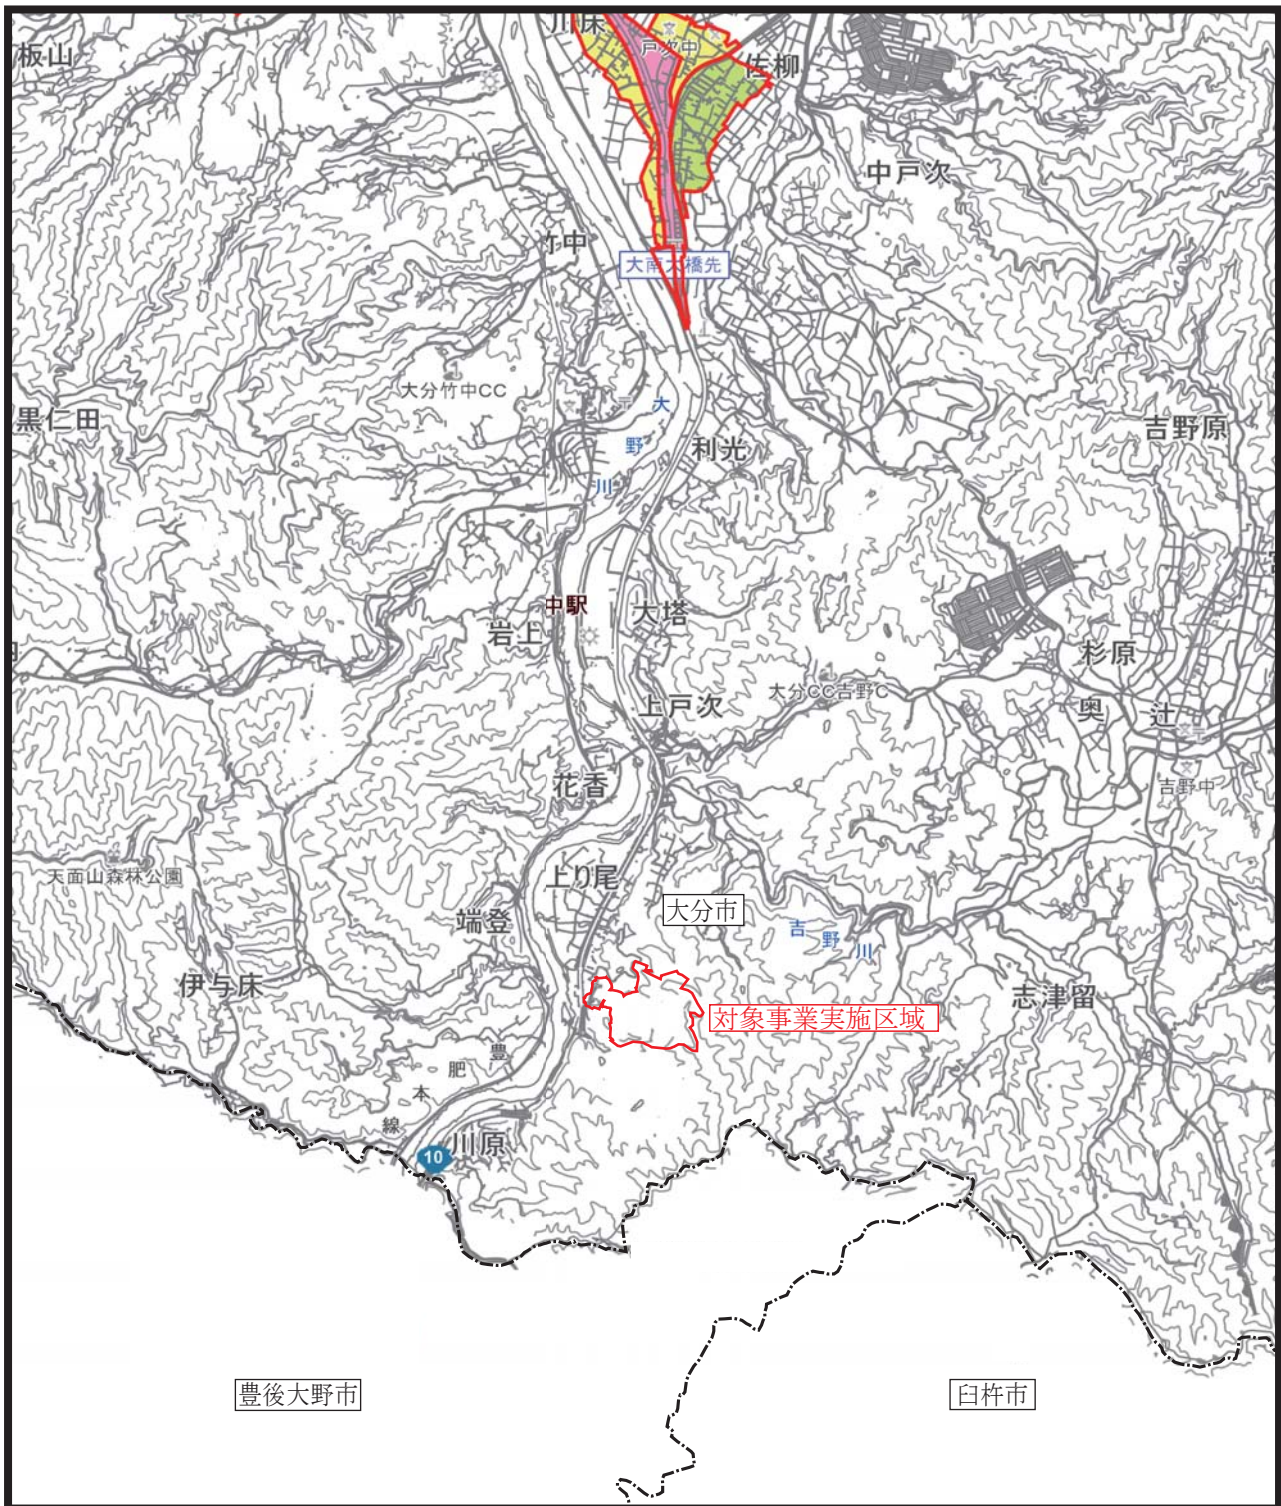 川床
戸次中
佐柳
板山
中戸次
竹中
大南大橋先
大分竹中CC
大野川
黒仁田
利光
吉野原
中駅
大塔
岩上
杉原
大分CC吉野C
上戸次
奥
辻
花香
吉野中
天面山森林公園
上り尾
大分市
端登
吉野川
伊与床
志津留
対象事業実施区域
豊肥本線
10
川原
豊後大野市
臼杵市